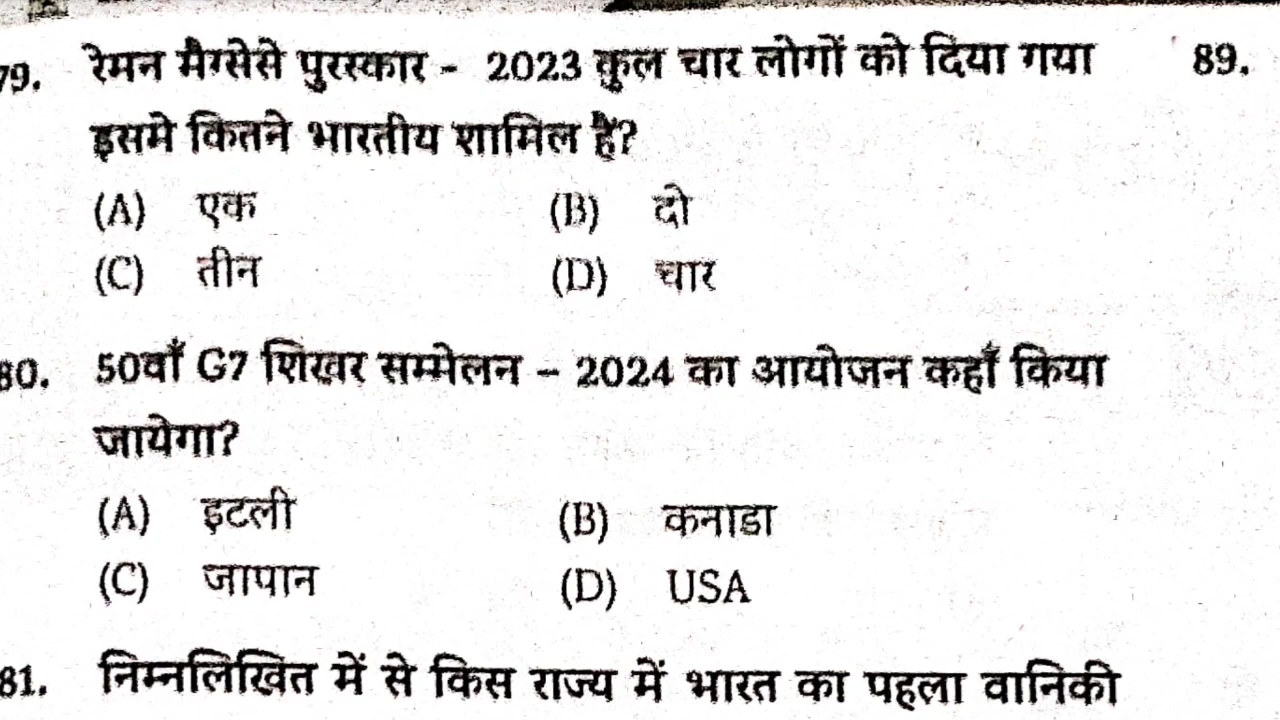 79. रेमन मैग्सेसे पुरस्कार - 2023 कुल चार लोगों को दिया गया
इसमे कितने भारतीय शामिल हैं?
(A) एक (B) दो
(C) तीन (D) चार
80. 50वाँ G7 शिखर सम्मेलन – 2024 का आयोजन कहाँ किया
जायेगा?
(A) इटली (B) कनाडा
(C) जापान (D) USA
81. निम्नलिखित में से किस राज्य में भारत का पहला वानिकी
89.